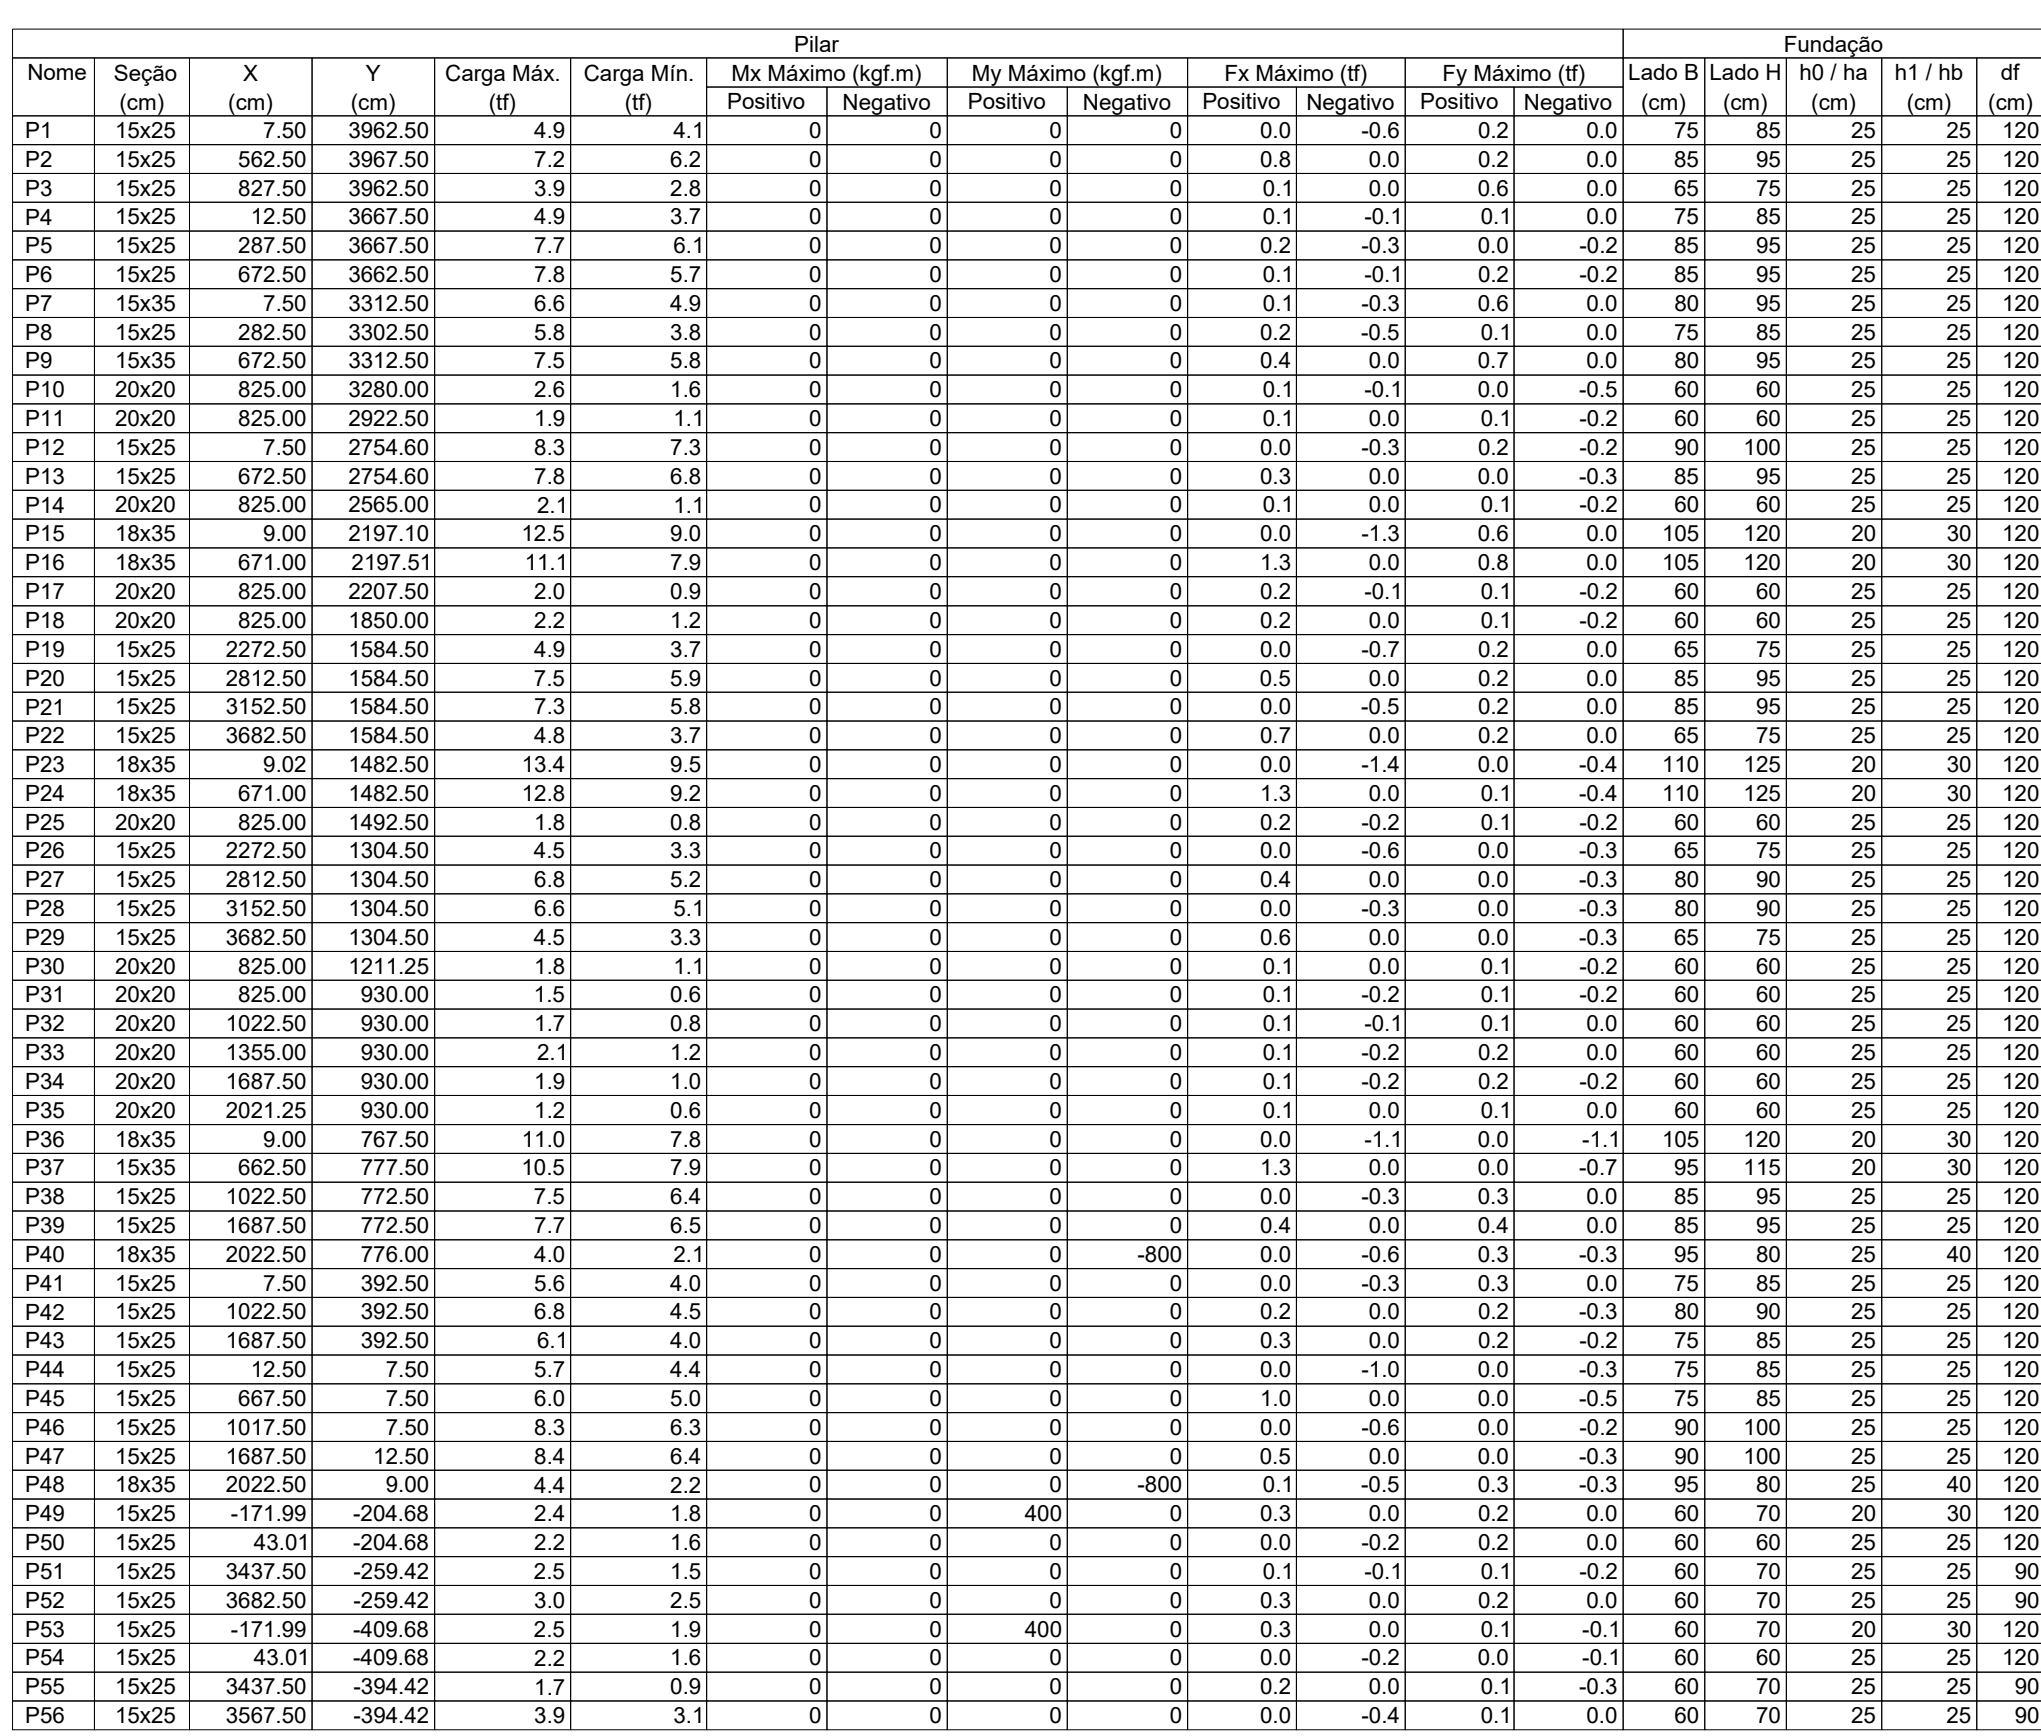 Pilar Fundação
Nome Seção X Y Carga Máx. Carga Mín. Mx Máximo (kgf.m) My Máximo (kgf.m) Fx Máximo (tf) Fy Máximo (tf) Lado B Lado H h0 / ha h1 / hb df
(cm) (cm) (cm) (tf) (tf) Positivo Negativo Positivo Negativo Positivo Negativo Positivo Negativo (cm) (cm) (cm) (cm) (cm)
P1 15x25 7.50 3962.50 4.9 4.1 0 0 0 0 0.0 -0.6 0.2 0.0 75 85 25 25 120
P2 15x25 562.50 3967.50 7.2 6.2 0 0 0 0 0.8 0.0 0.2 0.0 85 95 25 25 120
P3 15x25 827.50 3962.50 3.9 2.8 0 0 0 0 0.1 0.0 0.6 0.0 65 75 25 25 120
P4 15x25 12.50 3667.50 4.9 3.7 0 0 0 0 0.1 -0.1 0.1 0.0 75 85 25 25 120
P5 15x25 287.50 3667.50 7.7 6.1 0 0 0 0 0.2 -0.3 0.0 -0.2 85 95 25 25 120
P6 15x25 672.50 3662.50 7.8 5.7 0 0 0 0 0.1 -0.1 0.2 -0.2 85 95 25 25 120
P7 15x35 7.50 3312.50 6.6 4.9 0 0 0 0 0.1 -0.3 0.6 0.0 80 95 25 25 120
P8 15x25 282.50 3302.50 5.8 3.8 0 0 0 0 0.2 -0.5 0.1 0.0 75 85 25 25 120
P9 15x35 672.50 3312.50 7.5 5.8 0 0 0 0 0.4 0.0 0.7 0.0 80 95 25 25 120
P10 20x20 825.00 3280.00 2.6 1.6 0 0 0 0 0.1 -0.1 0.0 -0.5 60 60 25 25 120
P11 20x20 825.00 2922.50 1.9 1.1 0 0 0 0 0.1 0.0 0.1 -0.2 60 60 25 25 120
P12 15x25 7.50 2754.60 8.3 7.3 0 0 0 0 0.0 -0.3 0.2 -0.2 90 100 25 25 120
P13 15x25 672.50 2754.60 7.8 6.8 0 0 0 0 0.3 0.0 0.0 -0.3 85 95 25 25 120
P14 20x20 825.00 2565.00 2.1 1.1 0 0 0 0 0.1 0.0 0.1 -0.2 60 60 25 25 120
P15 18x35 9.00 2197.10 12.5 9.0 0 0 0 0 0.0 -1.3 0.6 0.0 105 120 20 30 120
P16 18x35 671.00 2197.51 11.1 7.9 0 0 0 0 1.3 0.0 0.8 0.0 105 120 20 30 120
P17 20x20 825.00 2207.50 2.0 0.9 0 0 0 0 0.2 -0.1 0.1 -0.2 60 60 25 25 120
P18 20x20 825.00 1850.00 2.2 1.2 0 0 0 0 0.2 0.0 0.1 -0.2 60 60 25 25 120
P19 15x25 2272.50 1584.50 4.9 3.7 0 0 0 0 0.0 -0.7 0.2 0.0 65 75 25 25 120
P20 15x25 2812.50 1584.50 7.5 5.9 0 0 0 0 0.5 0.0 0.2 0.0 85 95 25 25 120
P21 15x25 3152.50 1584.50 7.3 5.8 0 0 0 0 0.0 -0.5 0.2 0.0 85 95 25 25 120
P22 15x25 3682.50 1584.50 4.8 3.7 0 0 0 0 0.7 0.0 0.2 0.0 65 75 25 25 120
P23 18x35 9.02 1482.50 13.4 9.5 0 0 0 0 0.0 -1.4 0.0 -0.4 110 125 20 30 120
P24 18x35 671.00 1482.50 12.8 9.2 0 0 0 0 1.3 0.0 0.1 -0.4 110 125 20 30 120
P25 20x20 825.00 1492.50 1.8 0.8 0 0 0 0 0.2 -0.2 0.1 -0.2 60 60 25 25 120
P26 15x25 2272.50 1304.50 4.5 3.3 0 0 0 0 0.0 -0.6 0.0 -0.3 65 75 25 25 120
P27 15x25 2812.50 1304.50 6.8 5.2 0 0 0 0 0.4 0.0 0.0 -0.3 80 90 25 25 120
P28 15x25 3152.50 1304.50 6.6 5.1 0 0 0 0 0.0 -0.3 0.0 -0.3 80 90 25 25 120
P29 15x25 3682.50 1304.50 4.5 3.3 0 0 0 0 0.6 0.0 0.0 -0.3 65 75 25 25 120
P30 20x20 825.00 1211.25 1.8 1.1 0 0 0 0 0.1 0.0 0.1 -0.2 60 60 25 25 120
P31 20x20 825.00 930.00 1.5 0.6 0 0 0 0 0.1 -0.2 0.1 -0.2 60 60 25 25 120
P32 20x20 1022.50 930.00 1.7 0.8 0 0 0 0 0.1 -0.1 0.1 0.0 60 60 25 25 120
P33 20x20 1355.00 930.00 2.1 1.2 0 0 0 0 0.1 -0.2 0.2 0.0 60 60 25 25 120
P34 20x20 1687.50 930.00 1.9 1.0 0 0 0 0 0.1 -0.2 0.2 -0.2 60 60 25 25 120
P35 20x20 2021.25 930.00 1.2 0.6 0 0 0 0 0.1 0.0 0.1 0.0 60 60 25 25 120
P36 18x35 9.00 767.50 11.0 7.8 0 0 0 0 0.0 -1.1 0.0 -1.1 105 120 20 30 120
P37 15x35 662.50 777.50 10.5 7.9 0 0 0 0 1.3 0.0 0.0 -0.7 95 115 20 30 120
P38 15x25 1022.50 772.50 7.5 6.4 0 0 0 0 0.0 -0.3 0.3 0.0 85 95 25 25 120
P39 15x25 1687.50 772.50 7.7 6.5 0 0 0 0 0.4 0.0 0.4 0.0 85 95 25 25 120
P40 18x35 2022.50 776.00 4.0 2.1 0 0 0 -800 0.0 -0.6 0.3 -0.3 95 80 25 40 120
P41 15x25 7.50 392.50 5.6 4.0 0 0 0 0 0.0 -0.3 0.3 0.0 75 85 25 25 120
P42 15x25 1022.50 392.50 6.8 4.5 0 0 0 0 0.2 0.0 0.2 -0.3 80 90 25 25 120
P43 15x25 1687.50 392.50 6.1 4.0 0 0 0 0 0.3 0.0 0.2 -0.2 75 85 25 25 120
P44 15x25 12.50 7.50 5.7 4.4 0 0 0 0 0.0 -1.0 0.0 -0.3 75 85 25 25 120
P45 15x25 667.50 7.50 6.0 5.0 0 0 0 0 1.0 0.0 0.0 -0.5 75 85 25 25 120
P46 15x25 1017.50 7.50 8.3 6.3 0 0 0 0 0.0 -0.6 0.0 -0.2 90 100 25 25 120
P47 15x25 1687.50 12.50 8.4 6.4 0 0 0 0 0.5 0.0 0.0 -0.3 90 100 25 25 120
P48 18x35 2022.50 9.00 4.4 2.2 0 0 0 -800 0.1 -0.5 0.3 -0.3 95 80 25 40 120
P49 15x25 -171.99 -204.68 2.4 1.8 0 0 400 0 0.3 0.0 0.2 0.0 60 70 20 30 120
P50 15x25 43.01 -204.68 2.2 1.6 0 0 0 0 0.0 -0.2 0.2 0.0 60 60 25 25 120
P51 15x25 3437.50 -259.42 2.5 1.5 0 0 0 0 0.1 -0.1 0.1 -0.2 60 70 25 25 90
P52 15x25 3682.50 -259.42 3.0 2.5 0 0 0 0 0.3 0.0 0.2 0.0 60 70 25 25 90
P53 15x25 -171.99 -409.68 2.5 1.9 0 0 400 0 0.3 0.0 0.1 -0.1 60 70 20 30 120
P54 15x25 43.01 -409.68 2.2 1.6 0 0 0 0 0.0 -0.2 0.0 -0.1 60 60 25 25 120
P55 15x25 3437.50 -394.42 1.7 0.9 0 0 0 0 0.2 0.0 0.1 -0.3 60 70 25 25 90
P56 15x25 3567.50 -394.42 3.9 3.1 0 0 0 0 0.0 -0.4 0.1 0.0 60 70 25 25 90